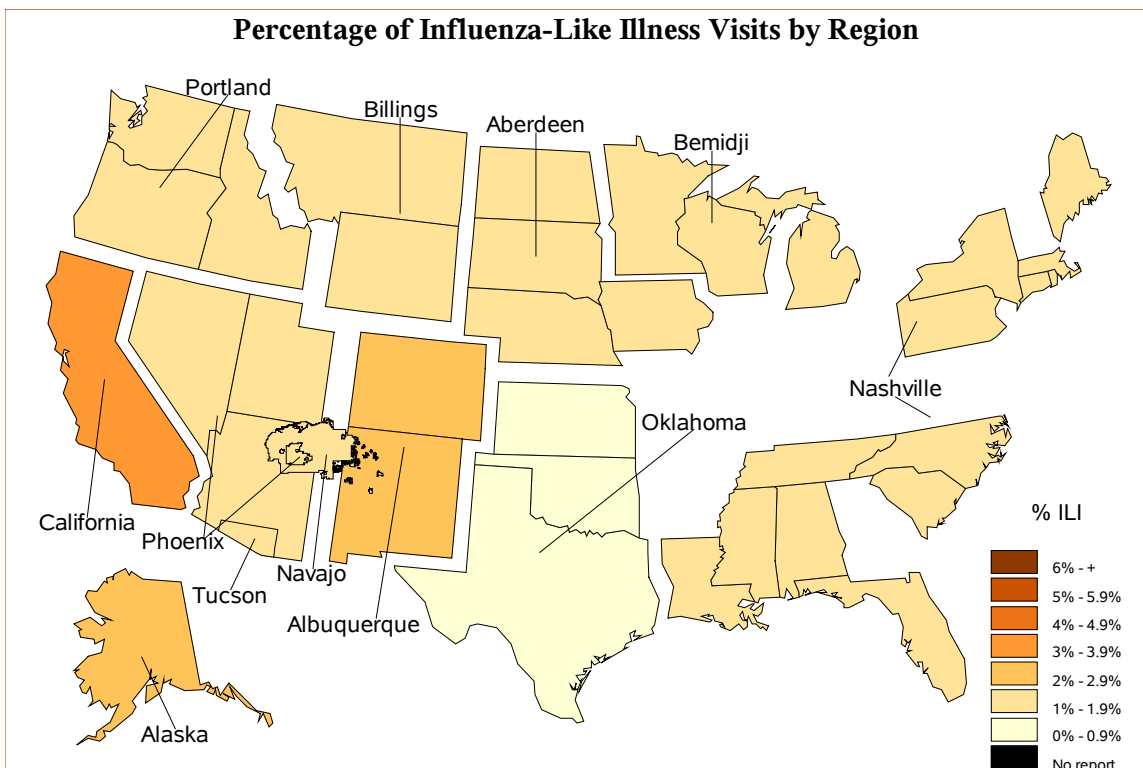 Percentage of Influenza-Like Illness Visits by Region
Portland
Billings
Aberdeen
Bemidji
Nashville
Oklahoma
California
Phoenix
Tucson
Navajo
Albuquerque
Alaska
% ILI
6% - +
5% - 5.9%
4% - 4.9%
3% - 3.9%
2% - 2.9%
1% - 1.9%
0% - 0.9%
No report